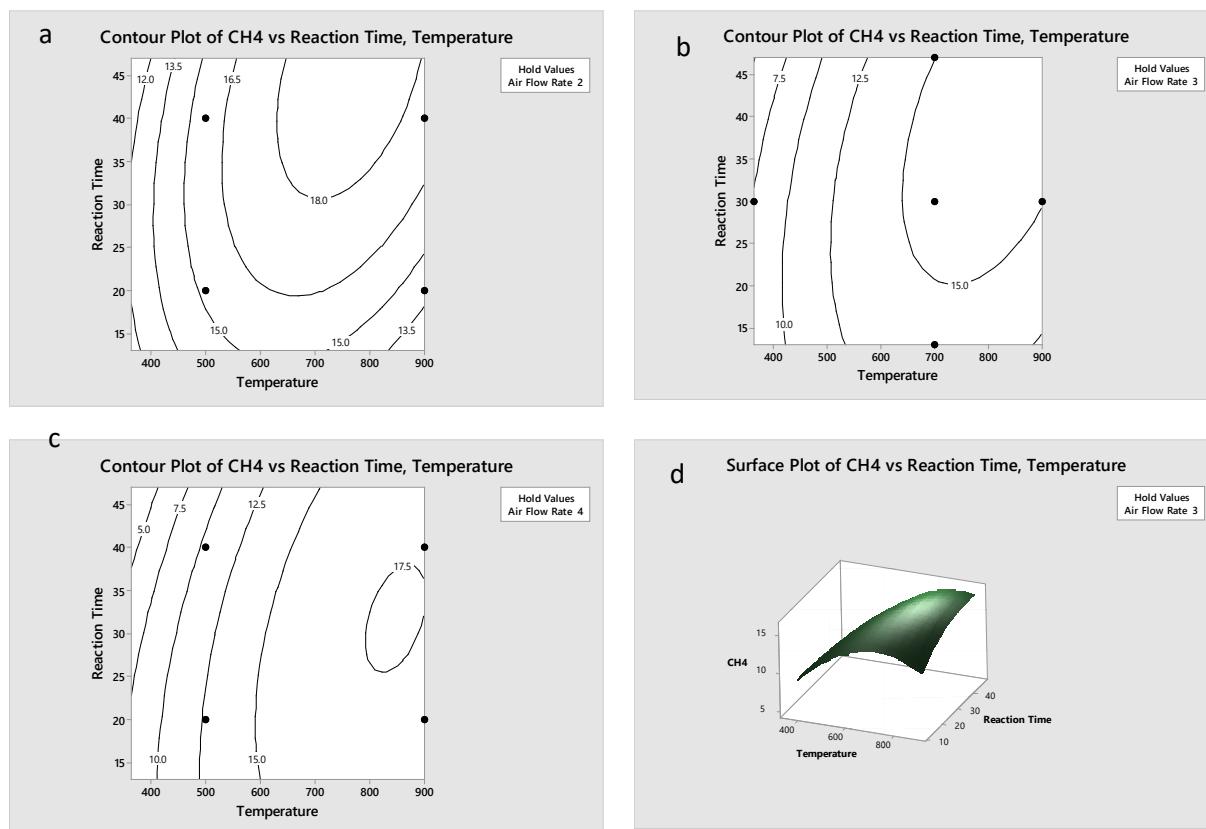 a
Contour Plot of CH4 vs Reaction Time, Temperature
Hold Values
Air Flow Rate 2
12.0
13.5
16.5
18.0
15.0
15.0
13.5
45
40
35
30
25
20
15
Reaction Time
400 500 600 700 800 900
Temperature
b
Contour Plot of CH4 vs Reaction Time, Temperature
Hold Values
Air Flow Rate 3
7.5
12.5
15.0
10.0
45
40
35
30
25
20
15
Reaction Time
400 500 600 700 800 900
Temperature
c
Contour Plot of CH4 vs Reaction Time, Temperature
Hold Values
Air Flow Rate 4
5.0
7.5
12.5
17.5
10.0
15.0
45
40
35
30
25
20
15
Reaction Time
400 500 600 700 800 900
Temperature
d
Surface Plot of CH4 vs Reaction Time, Temperature
Hold Values
Air Flow Rate 3
15
10
5
CH4
400
600
800
Temperature
10
20
30
40
Reaction Time